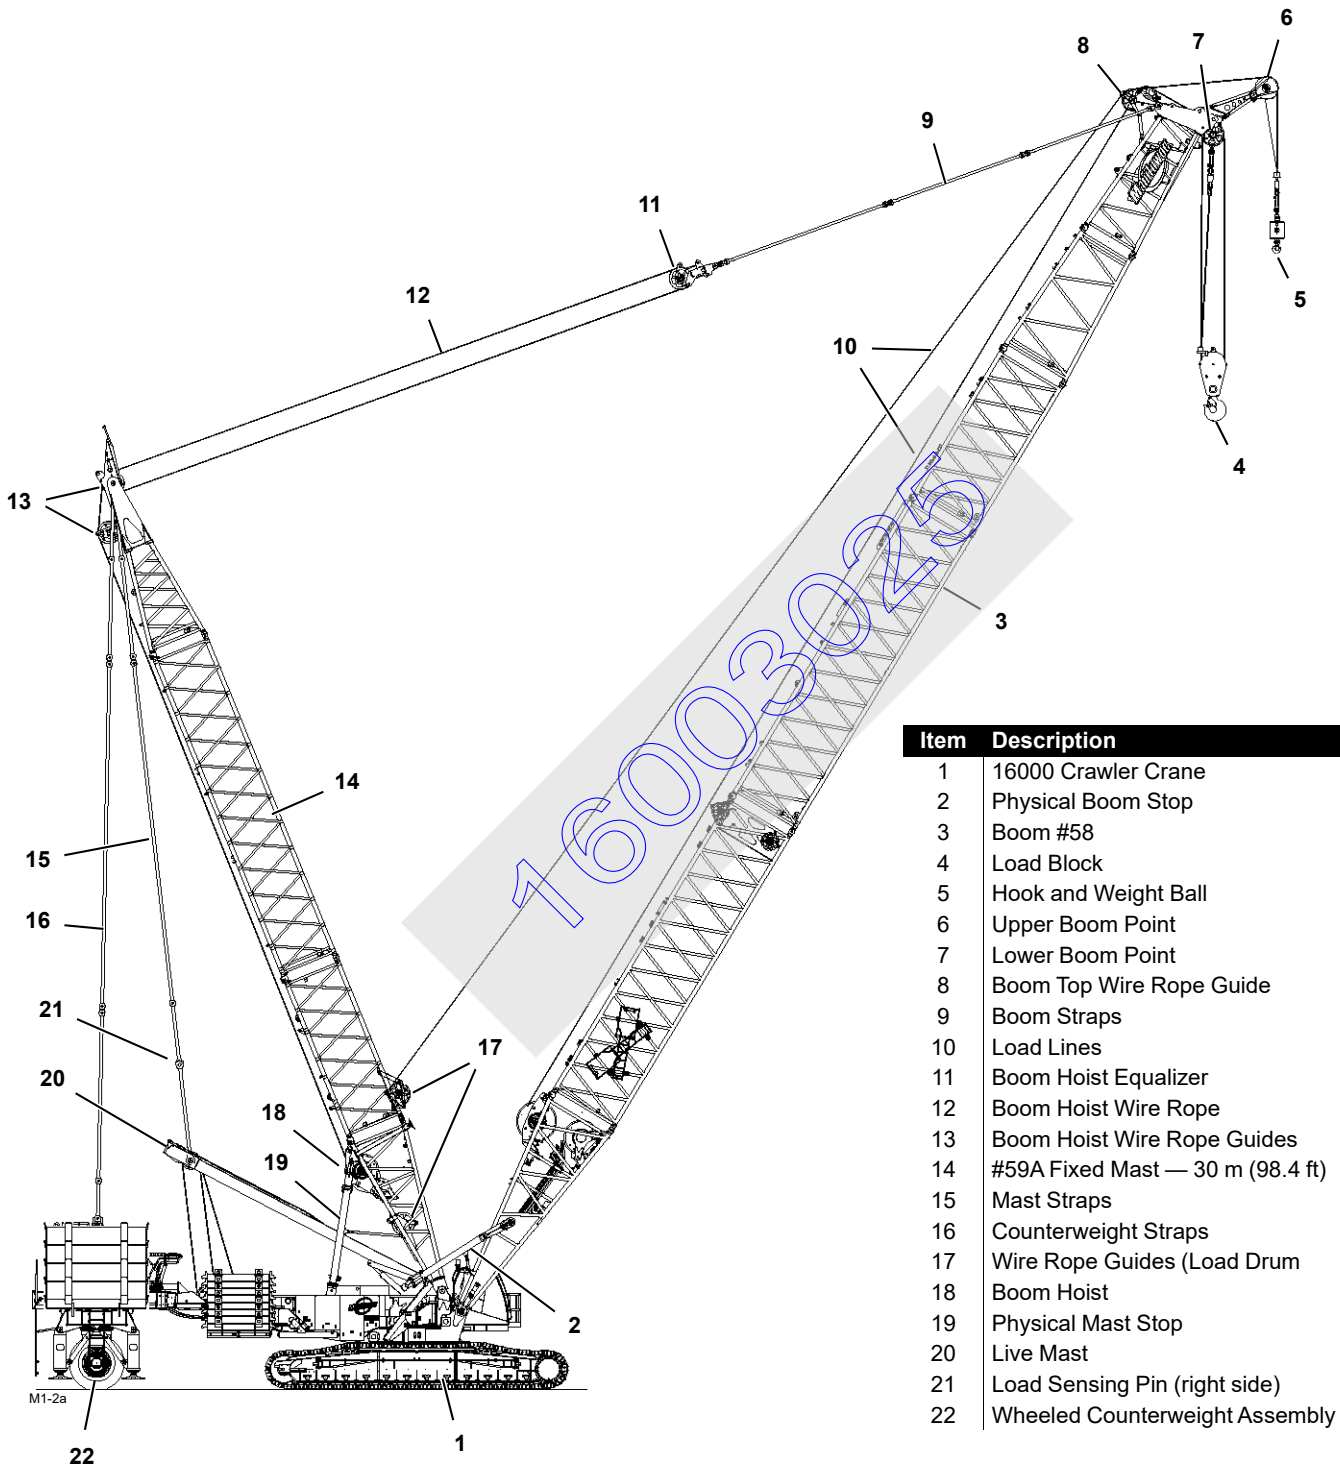 6
7
8
9
11
12
5
10
4
13
3
14
15
16
21
17
20
18
19
2
M1-2a
1
22
16003025
Item Description
1 16000 Crawler Crane
2 Physical Boom Stop
3 Boom #58
4 Load Block
5 Hook and Weight Ball
6 Upper Boom Point
7 Lower Boom Point
8 Boom Top Wire Rope Guide
9 Boom Straps
10 Load Lines
11 Boom Hoist Equalizer
12 Boom Hoist Wire Rope
13 Boom Hoist Wire Rope Guides
14 #59A Fixed Mast — 30 m (98.4 ft)
15 Mast Straps
16 Counterweight Straps
17 Wire Rope Guides (Load Drum
18 Boom Hoist
19 Physical Mast Stop
20 Live Mast
21 Load Sensing Pin (right side)
22 Wheeled Counterweight Assembly